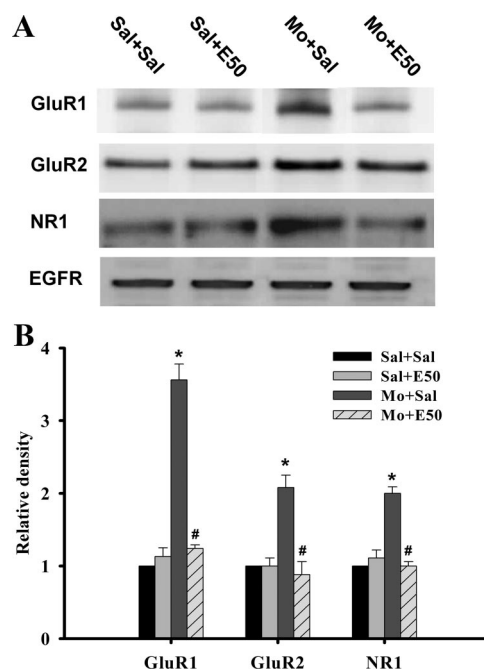 A
Sal+Sal Sal+E50 Mo+Sal Mo+E50
GluR1
GluR2
NR1
EGFR
B
4
3
2
1
0
Relative density
Sal+Sal
Sal+E50
Mo+Sal
Mo+E50
* * *
# # #
GluR1 GluR2 NR1